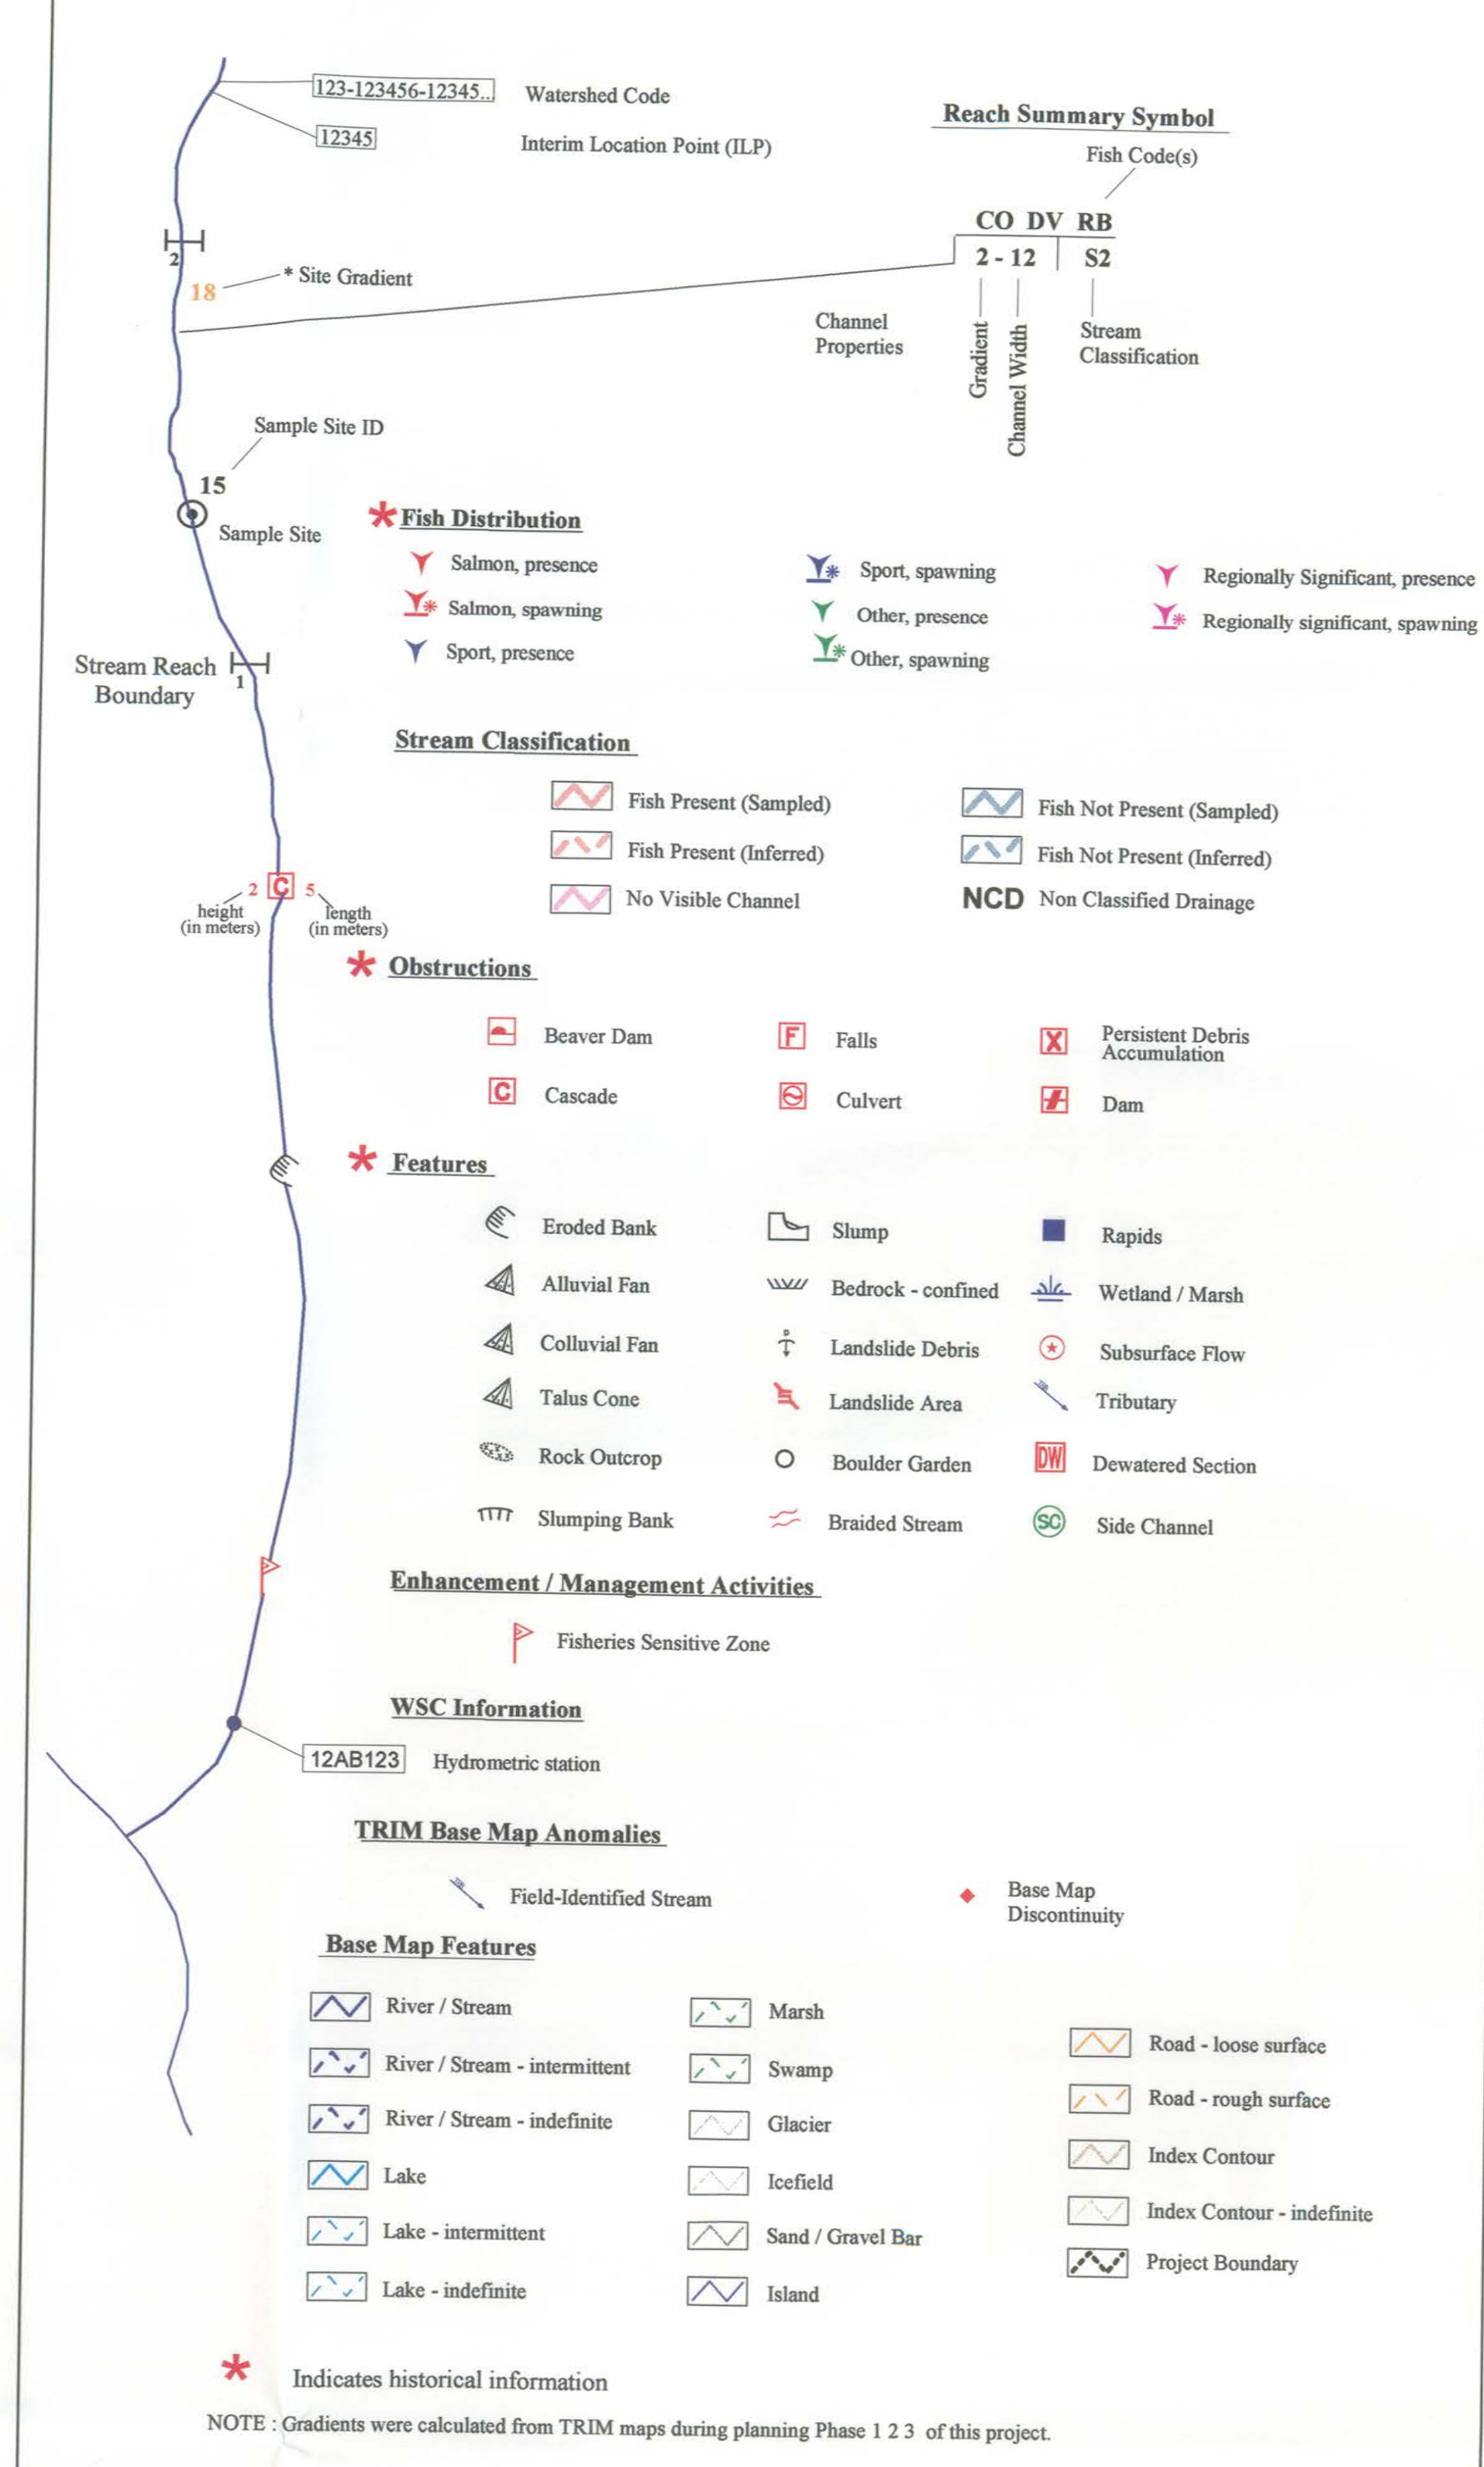 123-123456-12345..
Watershed Code
12345
Interim Location Point (ILP)
Reach Summary Symbol
Fish Code(s)
CO DV RB
2 - 12 S2
2
18
* Site Gradient
Channel
Properties
Gradient
Channel Width
Stream
Classification
Sample Site ID
15
Sample Site
* Fish Distribution
Salmon, presence
Salmon, spawning
Sport, presence
Sport, spawning
Other, presence
Other, spawning
Regionally Significant, presence
Regionally significant, spawning
Stream Reach
Boundary
1
Stream Classification
Fish Present (Sampled)
Fish Present (Inferred)
No Visible Channel
Fish Not Present (Sampled)
Fish Not Present (Inferred)
NCD Non Classified Drainage
2 C 5
height
(in meters)
length
(in meters)
* Obstructions
Beaver Dam
F Falls
X Persistent Debris
Accumulation
C Cascade
Culvert
Dam
* Features
Eroded Bank
Slump
Rapids
Alluvial Fan
Bedrock - confined
Wetland / Marsh
Colluvial Fan
D
Landslide Debris
Subsurface Flow
Talus Cone
Landslide Area
Tributary
Rock Outcrop
Boulder Garden
DW Dewatered Section
Slumping Bank
Braided Stream
SC Side Channel
Enhancement / Management Activities
Fisheries Sensitive Zone
WSC Information
12AB123 Hydrometric station
TRIM Base Map Anomalies
Field-Identified Stream
Base Map
Discontinuity
Base Map Features
River / Stream
River / Stream - intermittent
River / Stream - indefinite
Lake
Lake - intermittent
Lake - indefinite
Marsh
Swamp
Glacier
Icefield
Sand / Gravel Bar
Island
Road - loose surface
Road - rough surface
Index Contour
Index Contour - indefinite
Project Boundary
* Indicates historical information
NOTE : Gradients were calculated from TRIM maps during planning Phase 1 2 3 of this project.